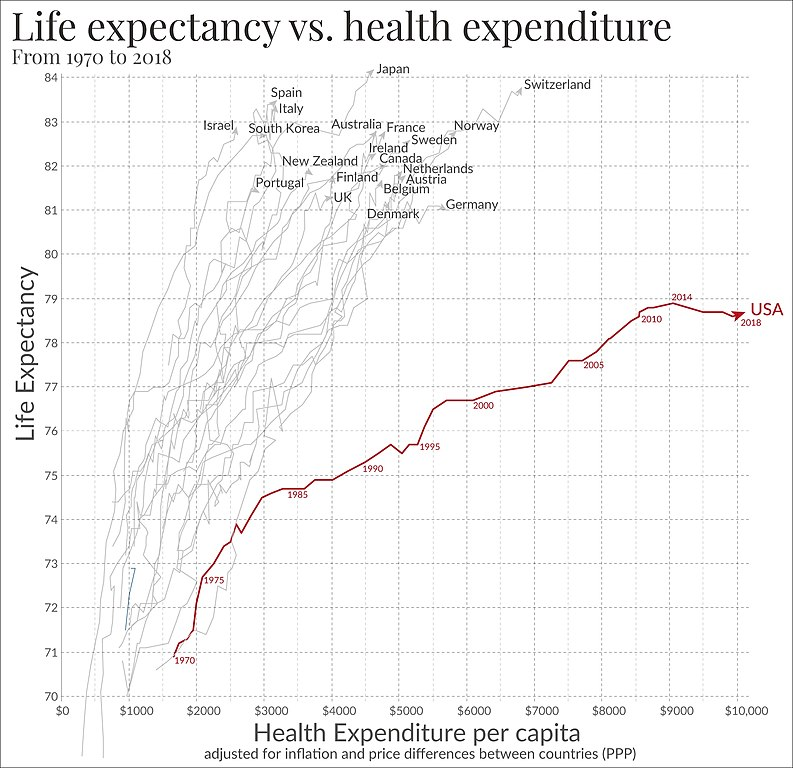 Life expectancy vs. health expenditure
From 1970 to 2018
Life Expectancy
84
83
82
81
80
79
78
77
76
75
74
73
72
71
70
Japan
Switzerland
Spain
Italy
Israel
South Korea
Australia
France
Norway
Sweden
Ireland
Canada
New Zealand
Netherlands
Portugal
Finland
Austria
Belgium
UK
Germany
Denmark
USA
2018
2014
2010
2005
2000
1995
1990
1985
1975
1970
$0
$1000
$2000
$3000
$4000
$5000
$6000
$7000
$8000
$9000
$10,000
Health Expenditure per capita
adjusted for inflation and price differences between countries (PPP)